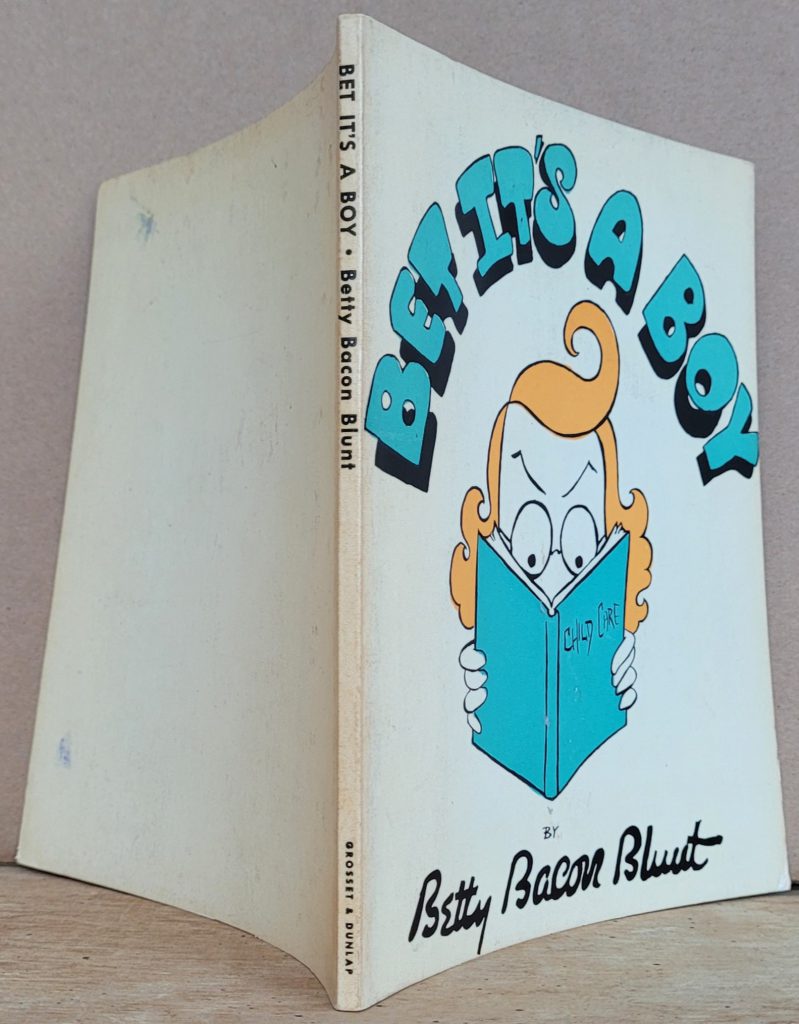 BET IT'S A BOY • Betty Bacon Blunt
GROSSET & DUNLAP
BET IT'S A BOY
CHILD CARE
BY
Betty Bacon Blunt